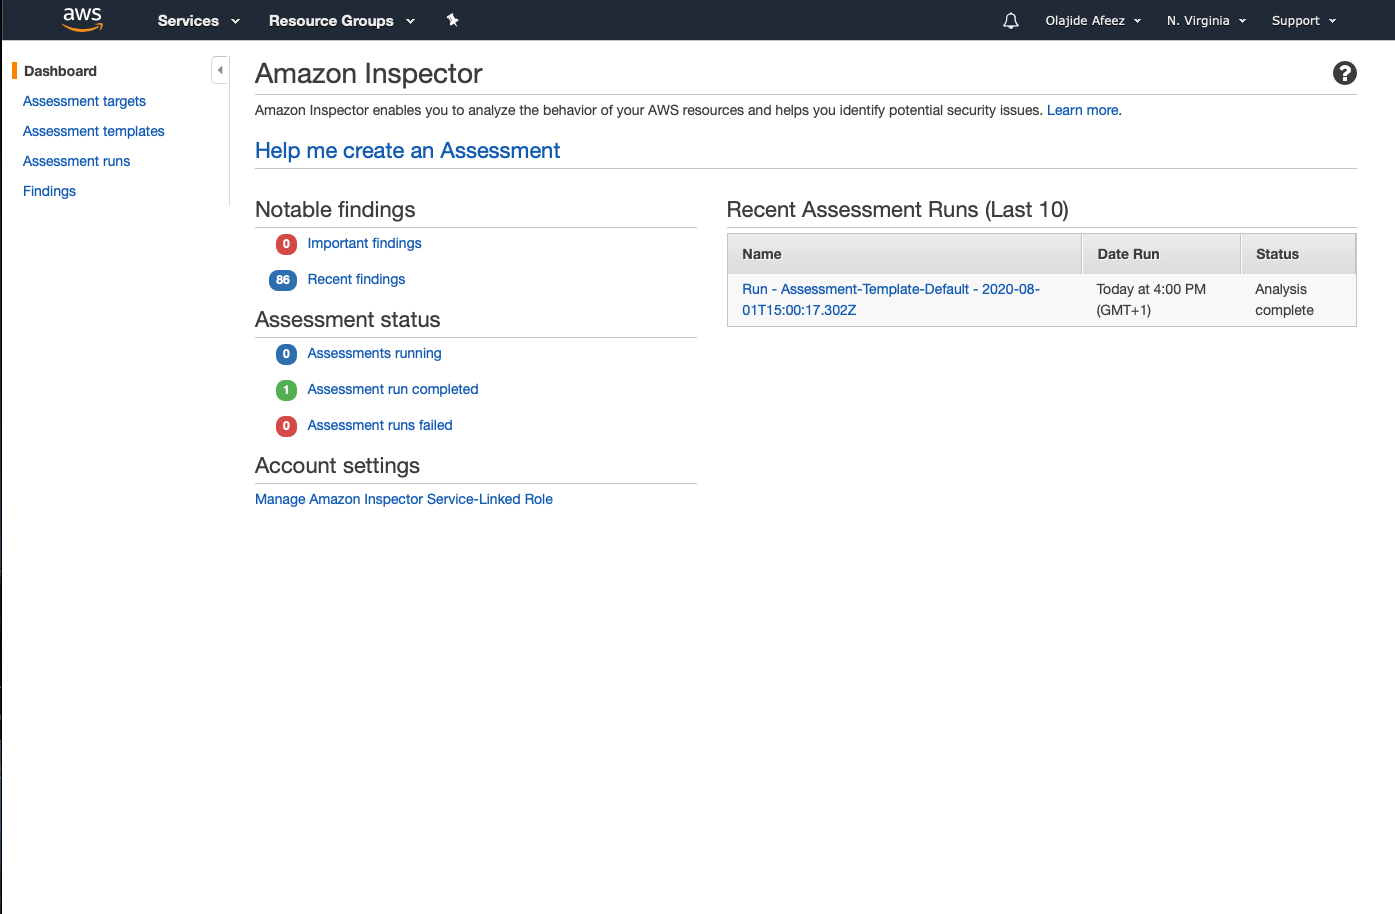 aws Services Resource Groups Olajide Afeez N. Virginia Support
Dashboard
Assessment targets
Assessment templates
Assessment runs
Findings
Amazon Inspector ?
Amazon Inspector enables you to analyze the behavior of your AWS resources and helps you identify potential security issues. Learn more.
Help me create an Assessment
Notable findings
0 Important findings
86 Recent findings
Assessment status
0 Assessments running
1 Assessment run completed
0 Assessment runs failed
Account settings
Manage Amazon Inspector Service-Linked Role
Recent Assessment Runs (Last 10)
Name Date Run Status
Run - Assessment-Template-Default - 2020-08- Today at 4:00 PM Analysis
01T15:00:17.302Z (GMT+1) complete